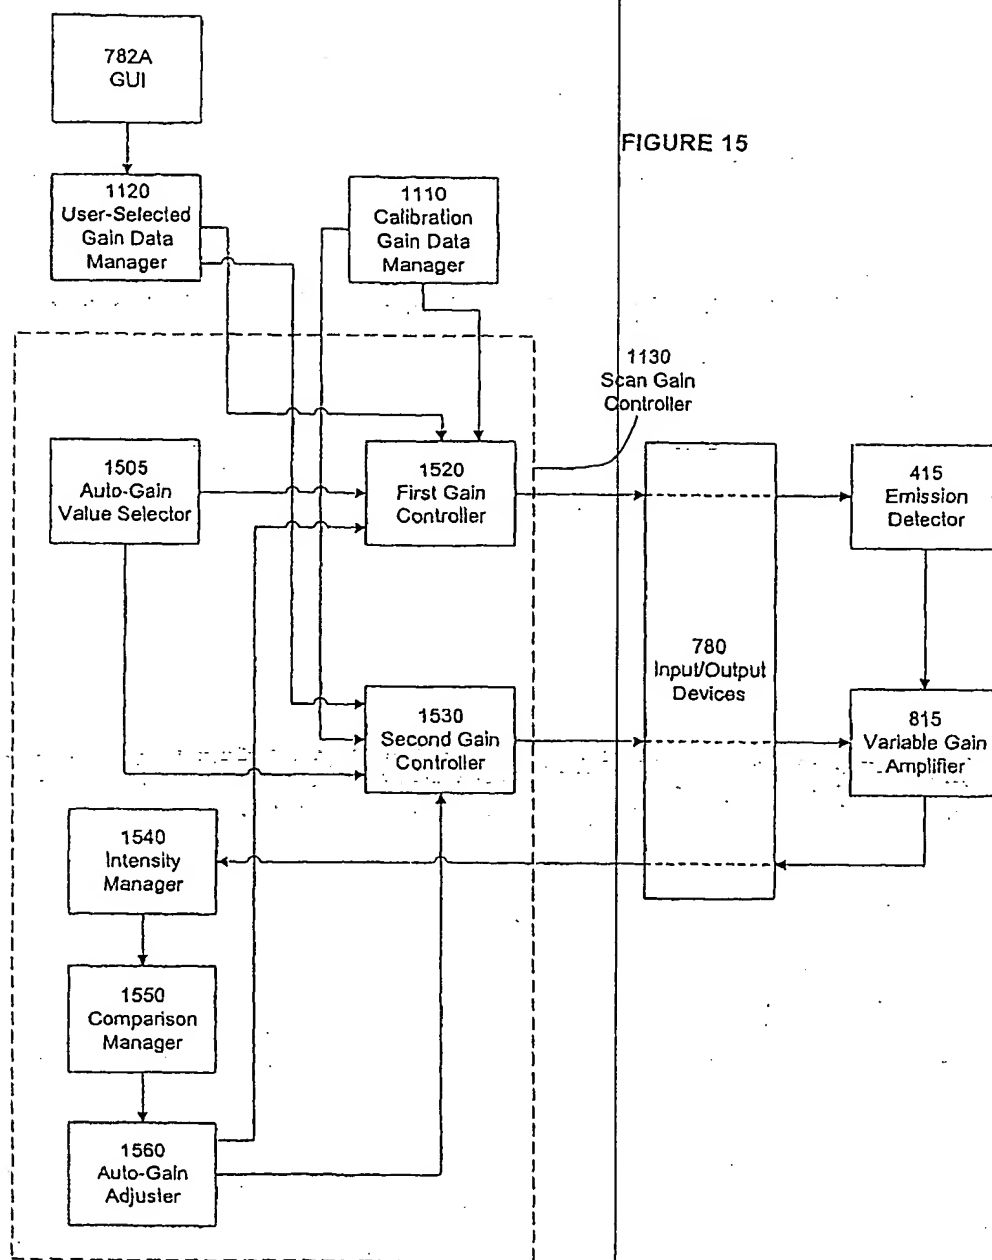 782A
GUI
FIGURE 15
1120
User-Selected
Gain Data
Manager
1110
Calibration
Gain Data
Manager
1130
Scan Gain
Controller
1505
Auto-Gain
Value Selector
1520
First Gain
Controller
415
Emission
Detector
780
Input/Output
Devices
1530
Second Gain
Controller
815
Variable Gain
Amplifier
1540
Intensity
Manager
1550
Comparison
Manager
1560
Auto-Gain
Adjuster